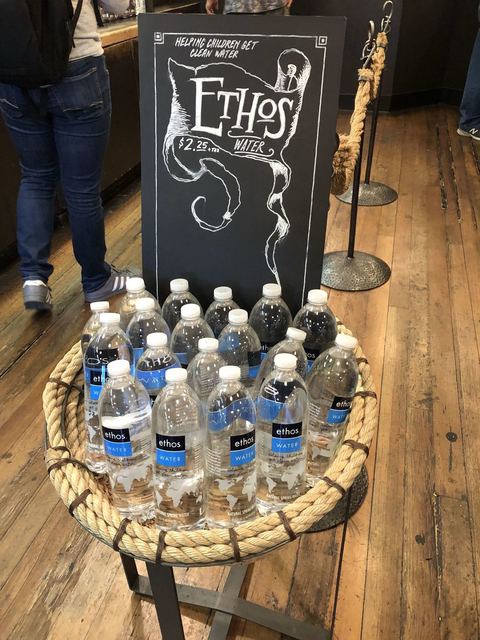 HELPING CHILDREN GET
CLEAN WATER
ETHOS
$2.25 +TAX WATER
ethos
WATER
ethos
WATER
ethos
WATER
ethos
WATER
ethos
WATER